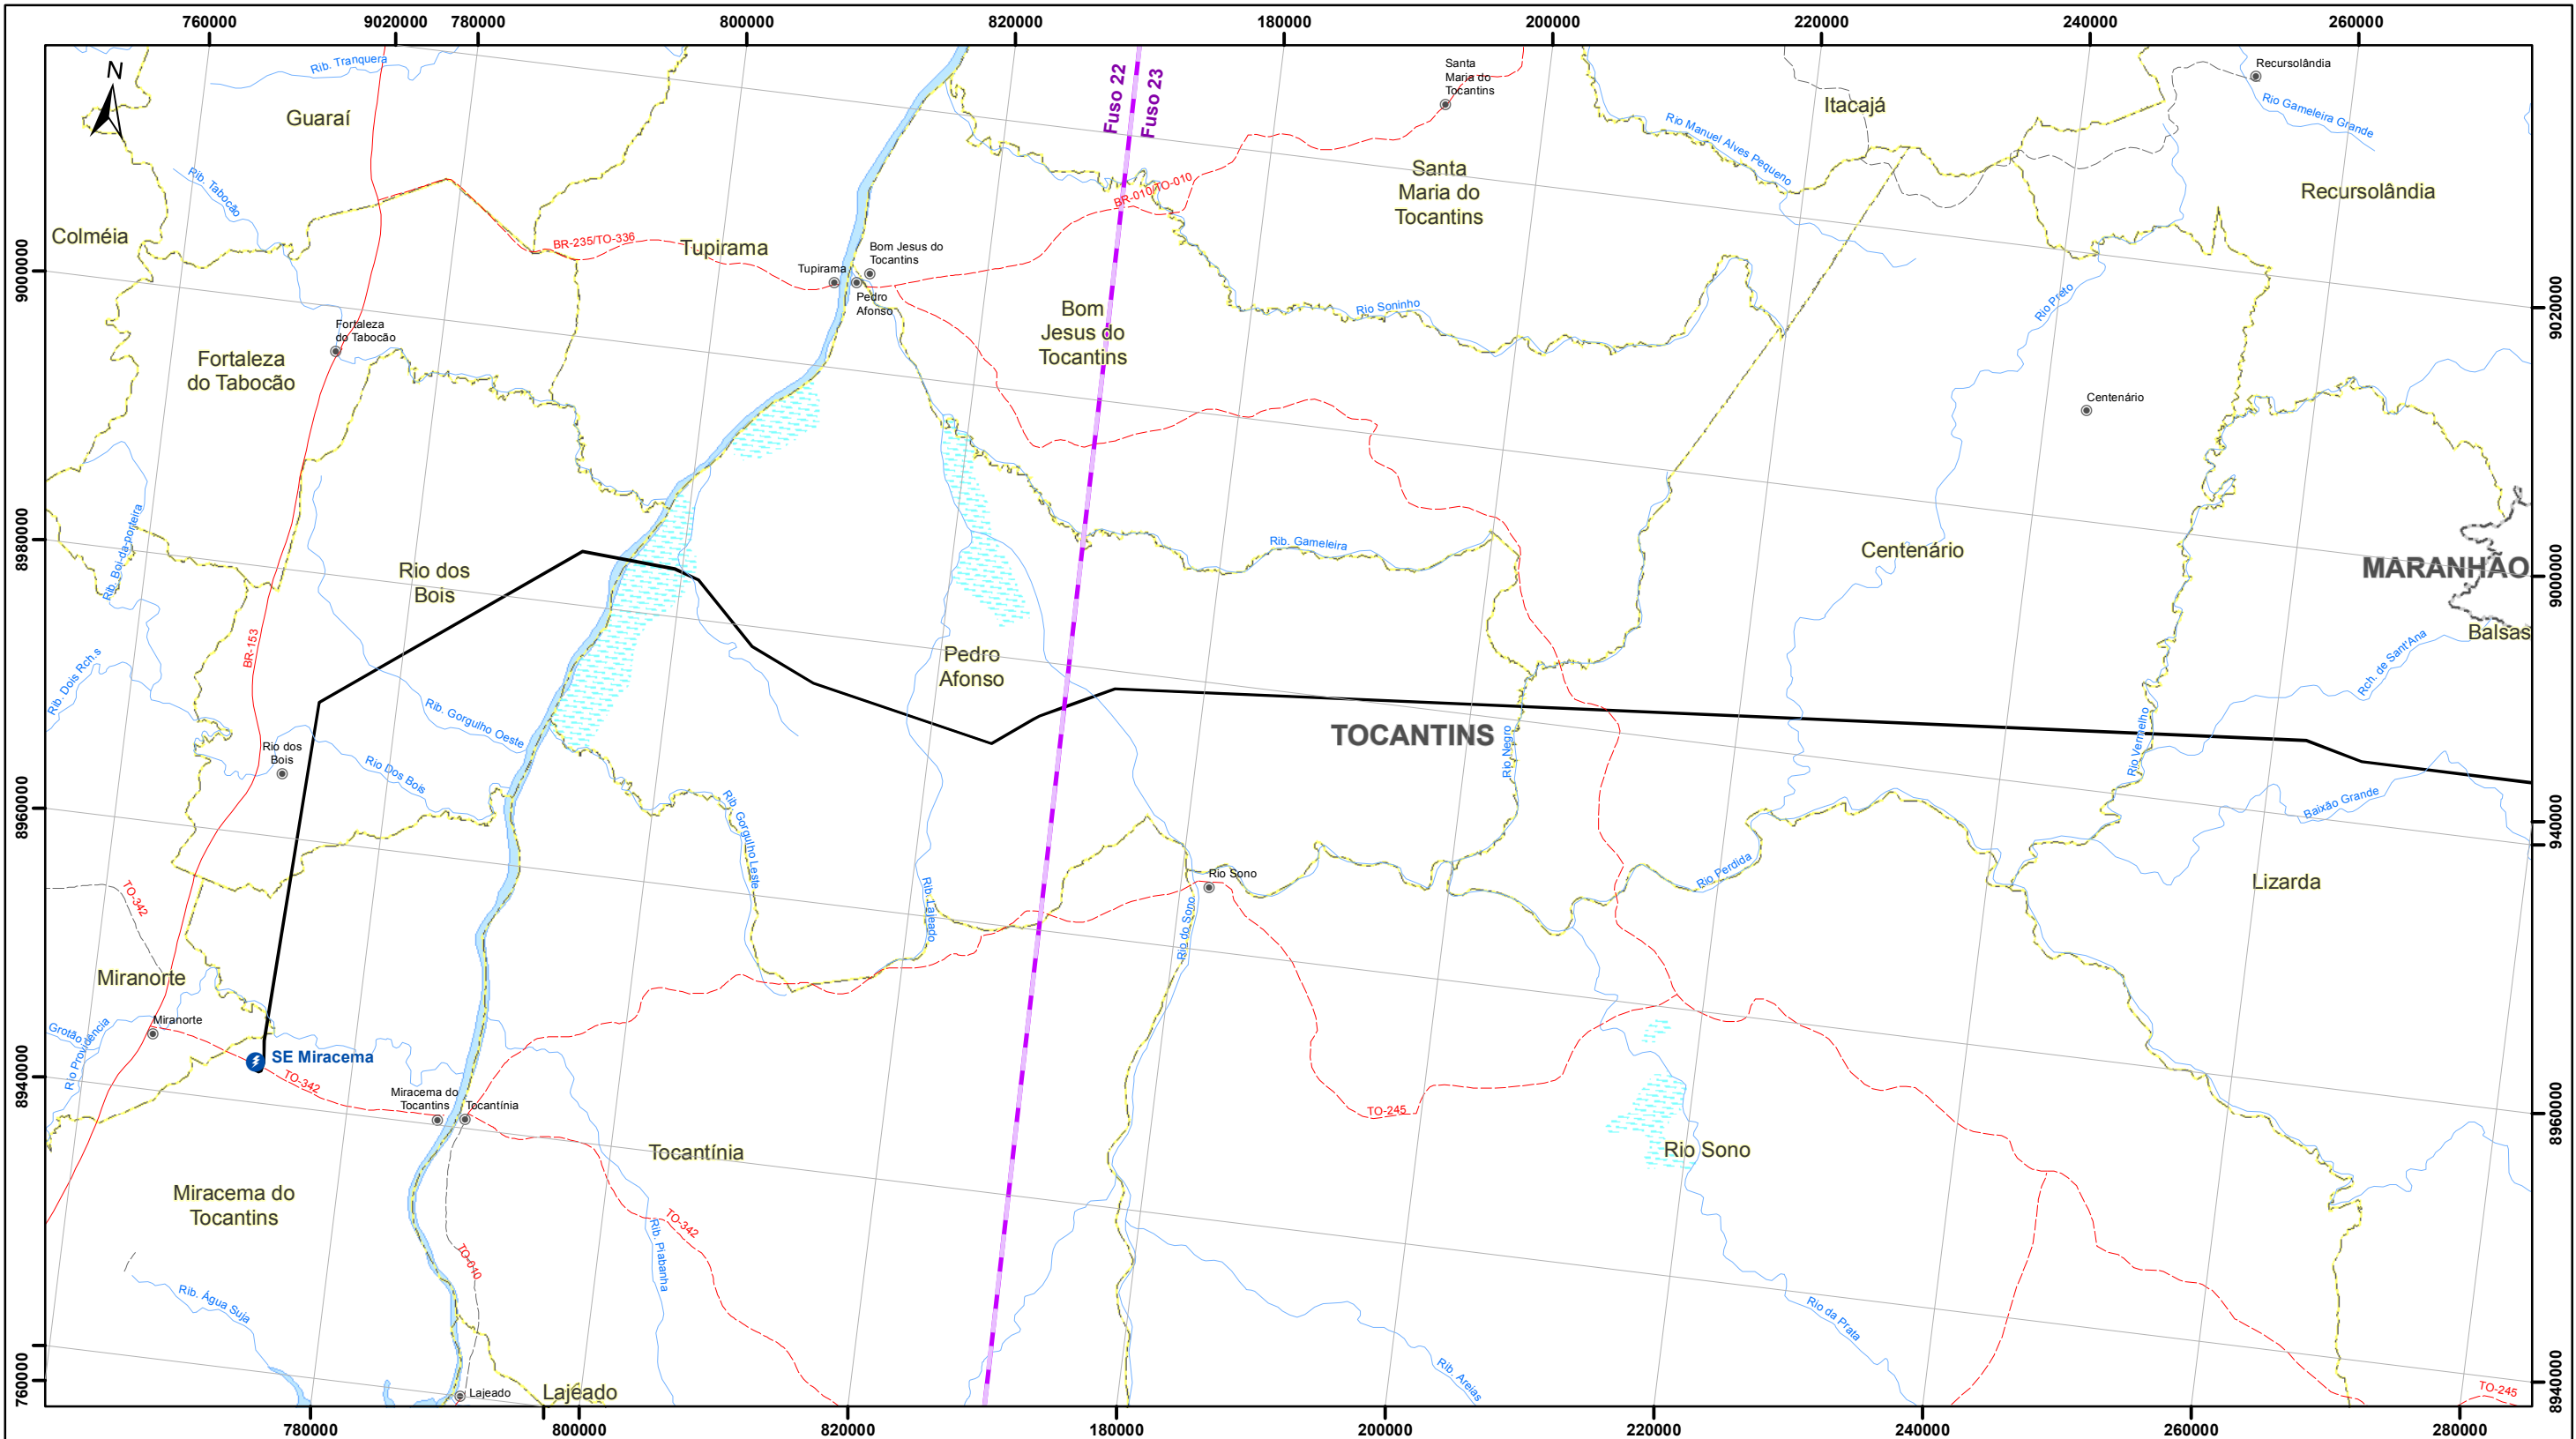 760000
9020000
780000
800000
820000
180000
200000
220000
240000
260000
N
Rib. Tranquera
Guaraí
Fuso 22
Fuso 23
Santa
Maria do
Tocantins
Itacajá
Recursolândia
Rio Gameleira Grande
Rio Manuel Alves Pequeno
Rib. Tabocão
Colméia
BR-235/TO-336
Tupirama
Tupirama
Bom Jesus do
Tocantins
Pedro
Afonso
BR-010/TO-010
Santa
Maria do
Tocantins
Recursolândia
9000000
9020000
Fortaleza
do Tabocão
Fortaleza
do Tabocão
Bom
Jesus do
Tocantins
Rio Soninho
Rio Preto
Centenário
Rib. Boi-da-porteira
8980000
9000000
Rio dos
Bois
Rib. Gameleira
Centenário
MARANHÃO
Balsas
BR-153
Rib. Dois Rch.s
Pedro
Afonso
Rch. de Sant'Ana
Rib. Gorgulho Oeste
Rio dos
Bois
Rio Dos Bois
TOCANTINS
Rio Negro
Rio Vermelho
Baixão Grande
8960000
9400000
Rib. Gorgulho Leste
Rib. Lajeado
Rio Sono
Rio do Sono
Rio Perdida
Lizarda
TO-342
Miranorte
Miranorte
Grotão
Rio Providência
SE Miracema
TO-342
8940000
8960000
Miracema do
Tocantins
Tocantínia
TO-245
Tocantínia
Rio Sono
Miracema do
Tocantins
TO-342
TO-010
Rib. Piabanha
Rib. Água Suja
Rio da Prata
Rib. Areias
760000
8940000
Lajeado
Lajeado
TO-245
780000
800000
820000
180000
200000
220000
240000
260000
280000